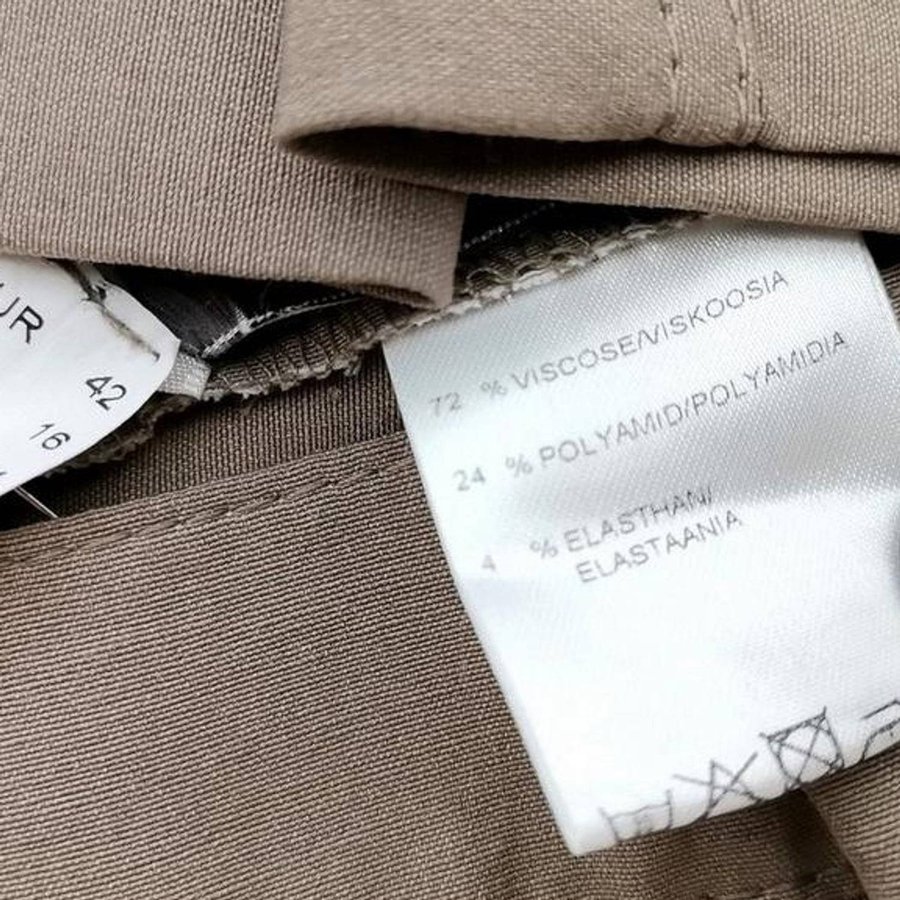 UR
42
16
72 % VISCOSE/VISKOOSIA
24 % POLYAMID/POLYAMIDIA
4 % ELASTHAN/
ELASTAANIA